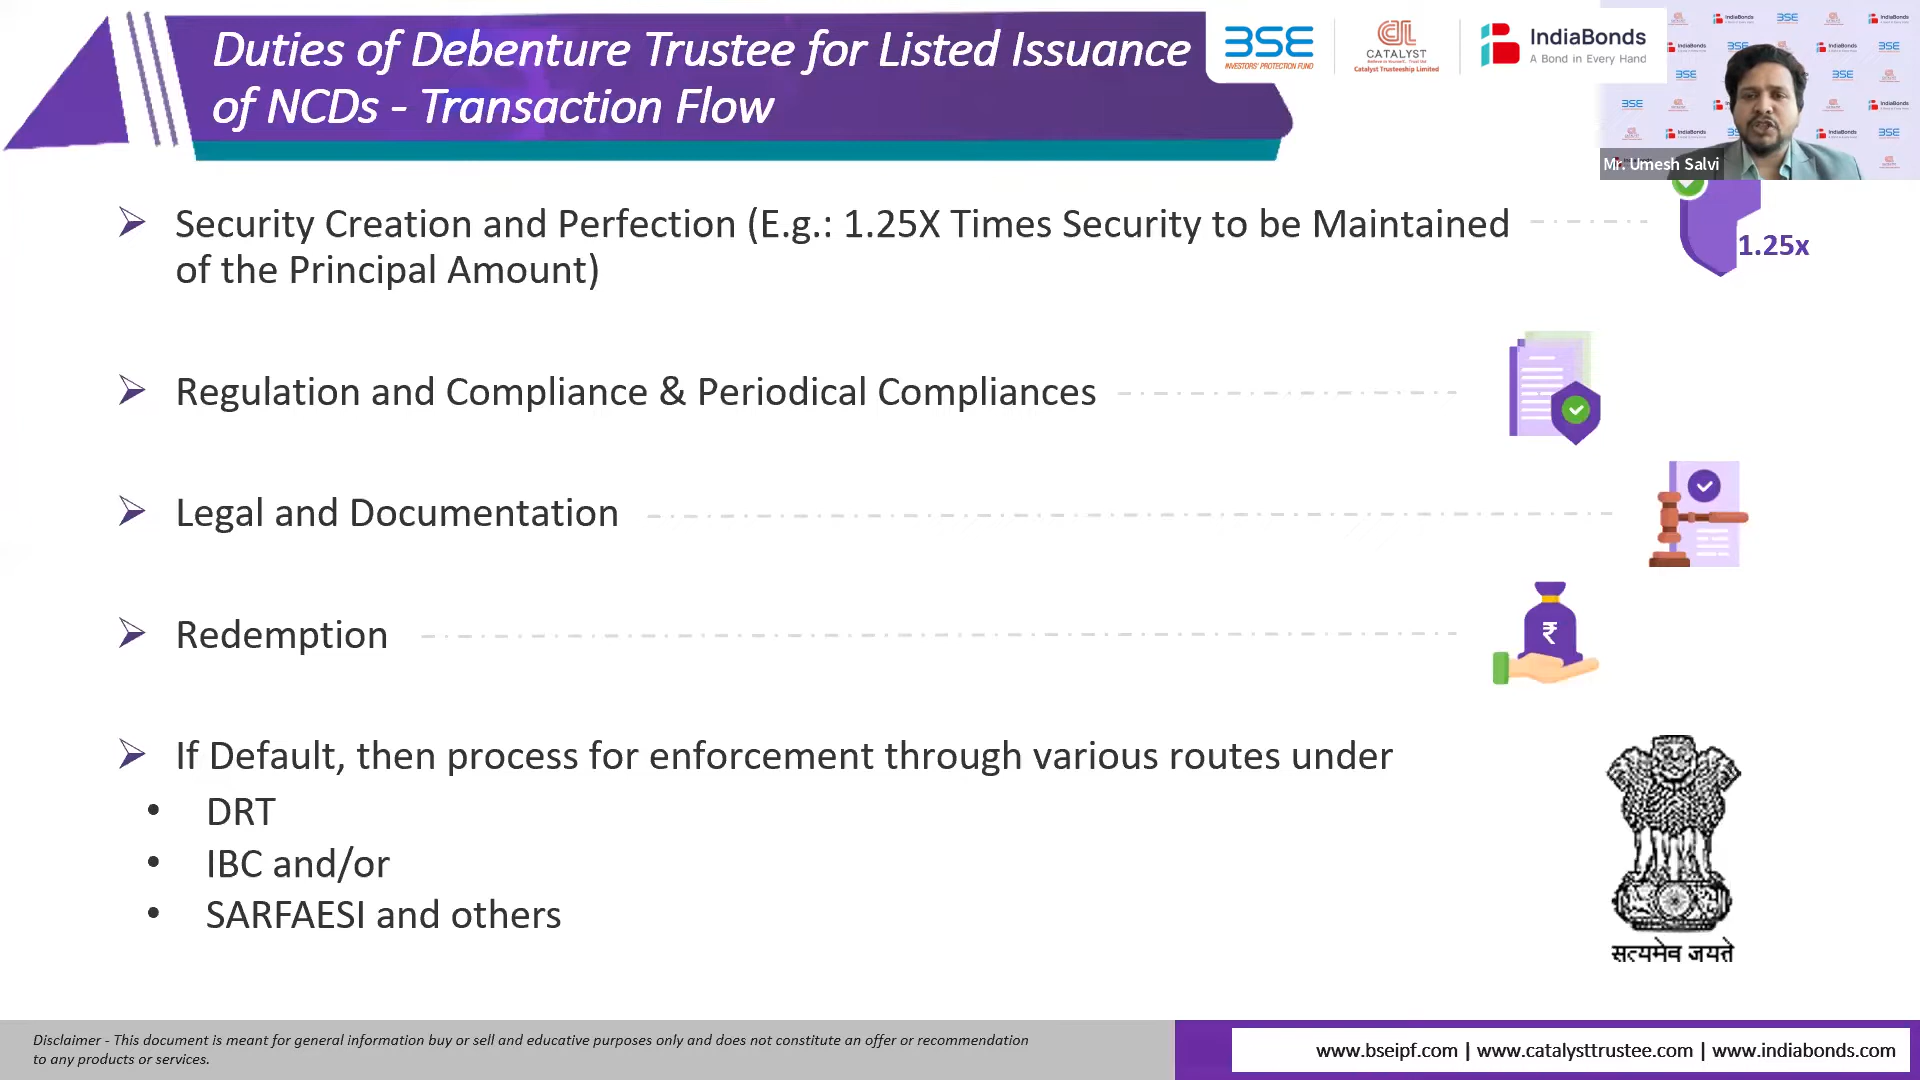 Duties of Debenture Trustee for Listed Issuance
of NCDs - Transaction Flow
BSE
INVESTORS' PROTECTION FUND
CATALYST
Catalyst Trusteeship Limited
IndiaBonds
A Bond in Every Hand
Mr. Umesh Salvi
Security Creation and Perfection (E.g.: 1.25X Times Security to be Maintained
of the Principal Amount)
1.25x
Regulation and Compliance & Periodical Compliances
Legal and Documentation
Redemption
₹
If Default, then process for enforcement through various routes under
• DRT
• IBC and/or
• SARFAESI and others
सत्यमेव जयते
Disclaimer - This document is meant for general information buy or sell and educative purposes only and does not constitute an offer or recommendation
to any products or services.
www.bseipf.com | www.catalysttrustee.com | www.indiabonds.com